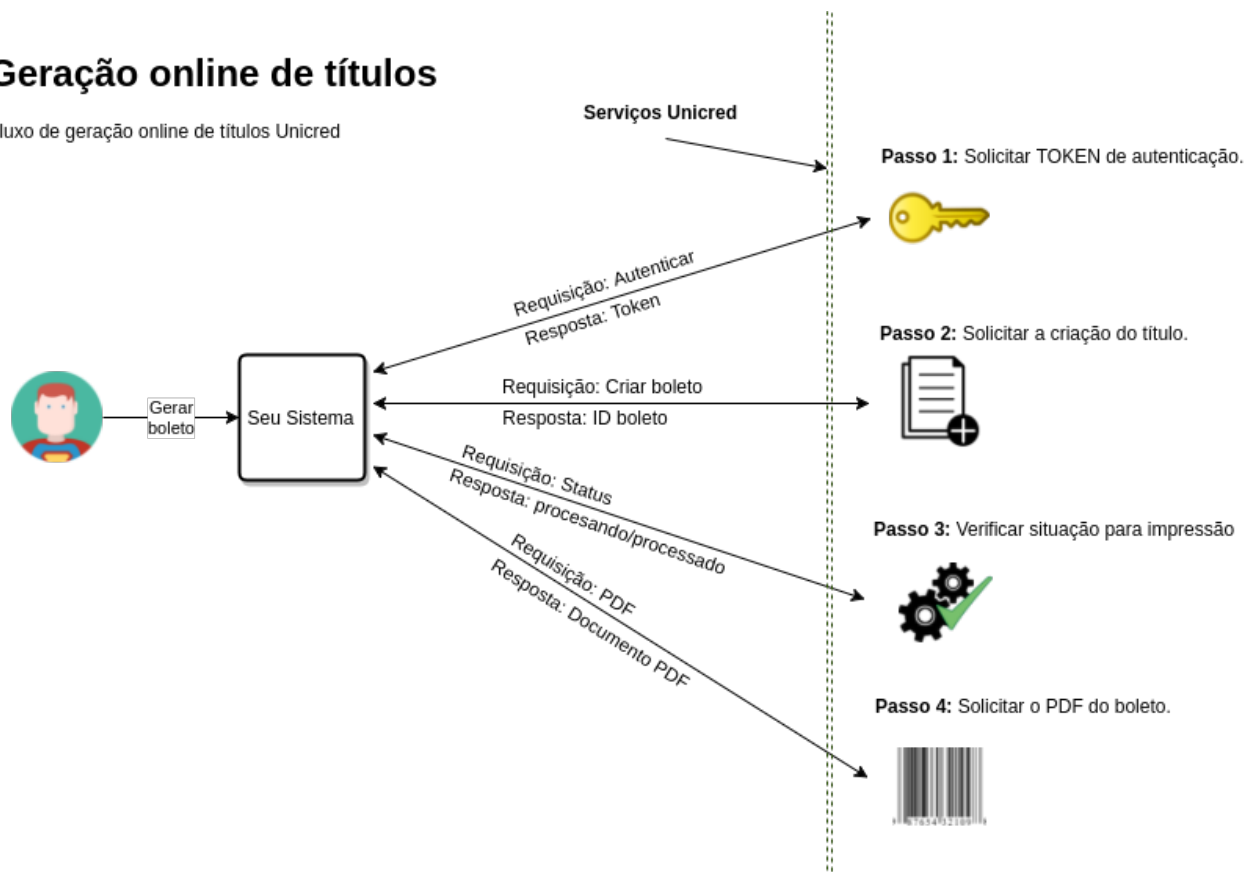 Geração online de títulos
luxo de geração online de títulos Unicred
Serviços Unicred
Passo 1: Solicitar TOKEN de autenticação.
Requisição: Autenticar
Resposta: Token
Passo 2: Solicitar a criação do título.
Gerar
boleto
Seu Sistema
Requisição: Criar boleto
Resposta: ID boleto
Requisição: Status
Resposta: procesando/processado
Passo 3: Verificar situação para impressão
Requisição: PDF
Resposta: Documento PDF
Passo 4: Solicitar o PDF do boleto.